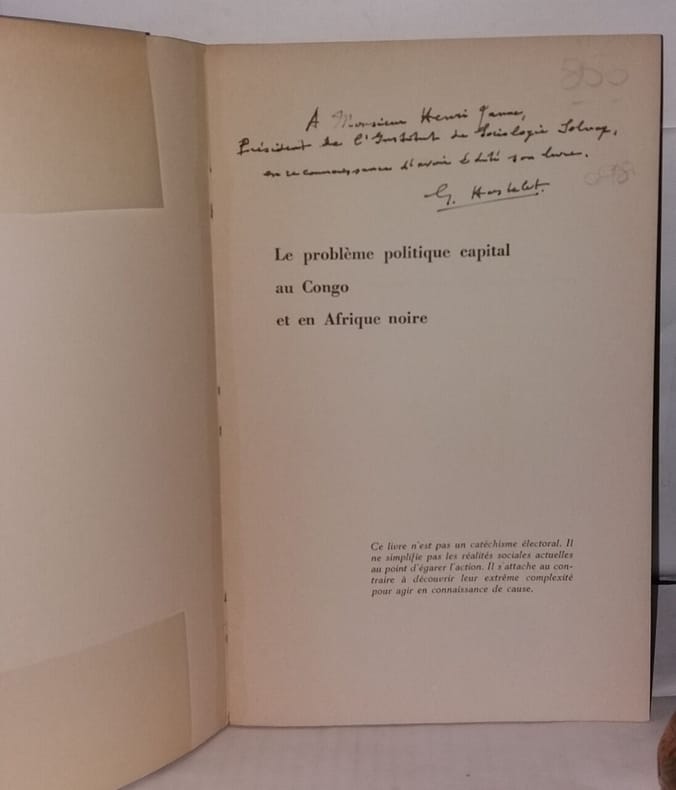 A Monsieur Henri Janne,
Président de l'Institut de Sociologie Solvay,
en reconnaissance d'avoir édité son livre.
G. Hostelet
Le problème politique capital
au Congo
et en Afrique noire
Ce livre n'est pas un catéchisme électoral. Il
ne simplifie pas les réalités sociales actuelles
au point d'égarer l'action. Il s'attache au con-
traire à découvrir leur extrême complexité
pour agir en connaissance de cause.